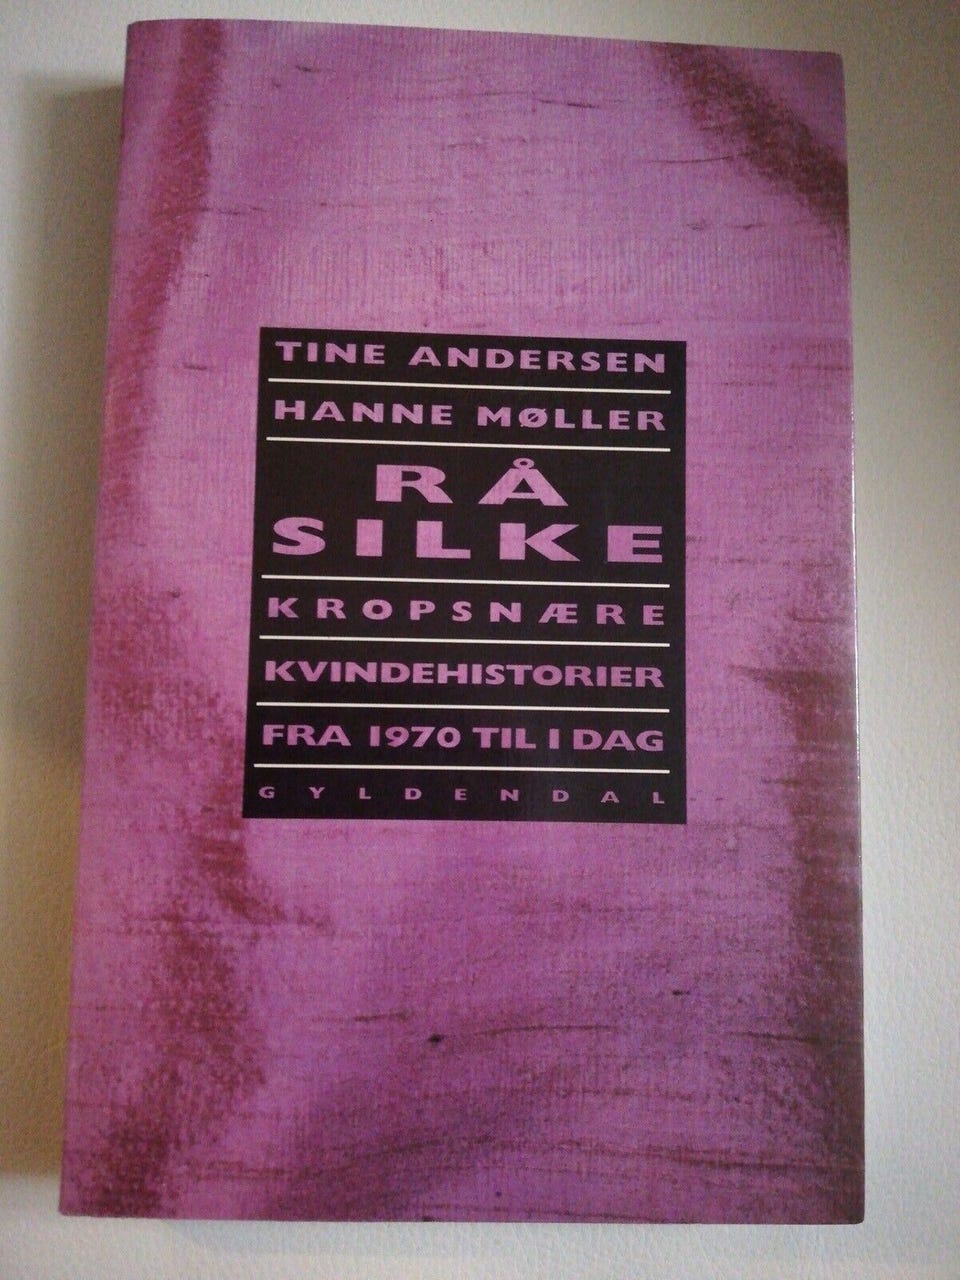 TINE ANDERSEN
HANNE MØLLER
RÅ
SILKE
KROPSNÆRE
KVINDEHISTORIER
FRA 1970 TIL I DAG
GYLDENDAL